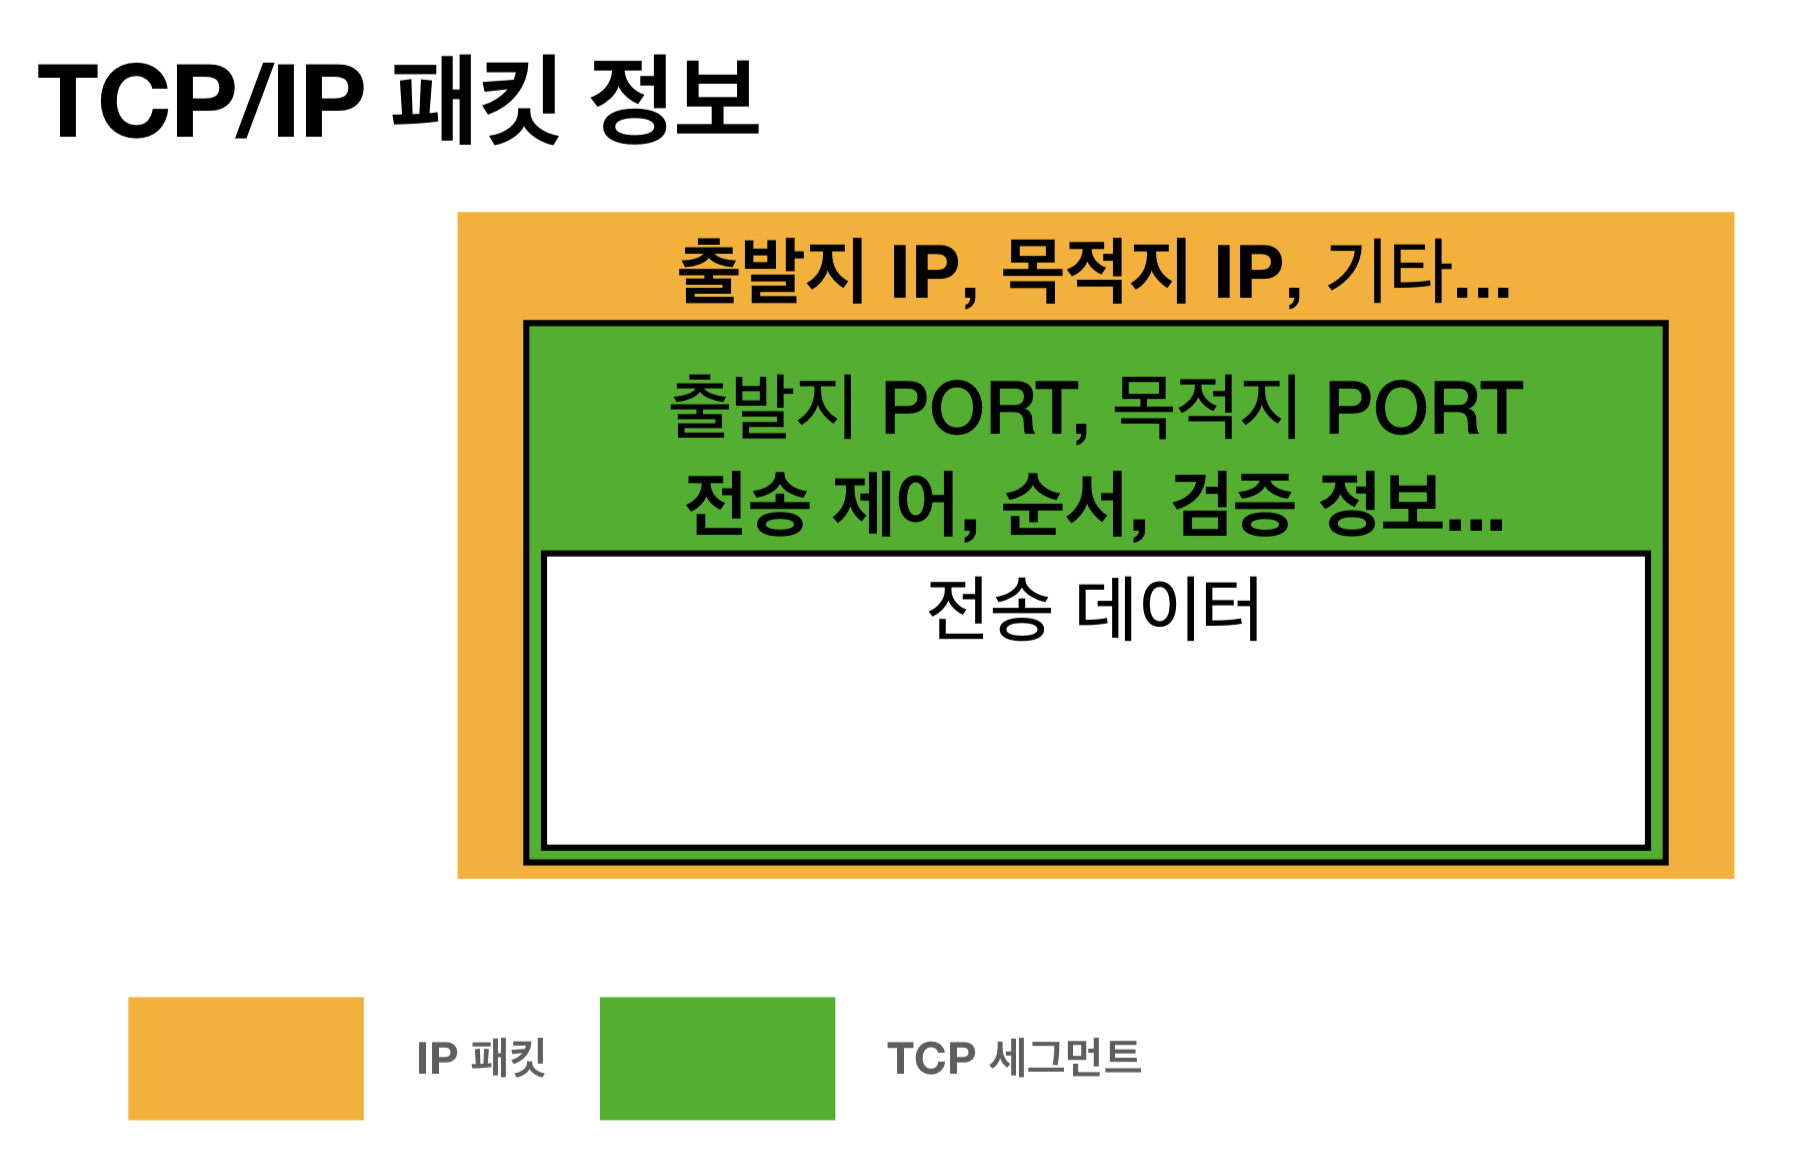 TCP/IP 패킷 정보
출발지 IP, 목적지 IP, 기타...
출발지 PORT, 목적지 PORT
전송 제어, 순서, 검증 정보...
전송 데이터
IP 패킷
TCP 세그먼트